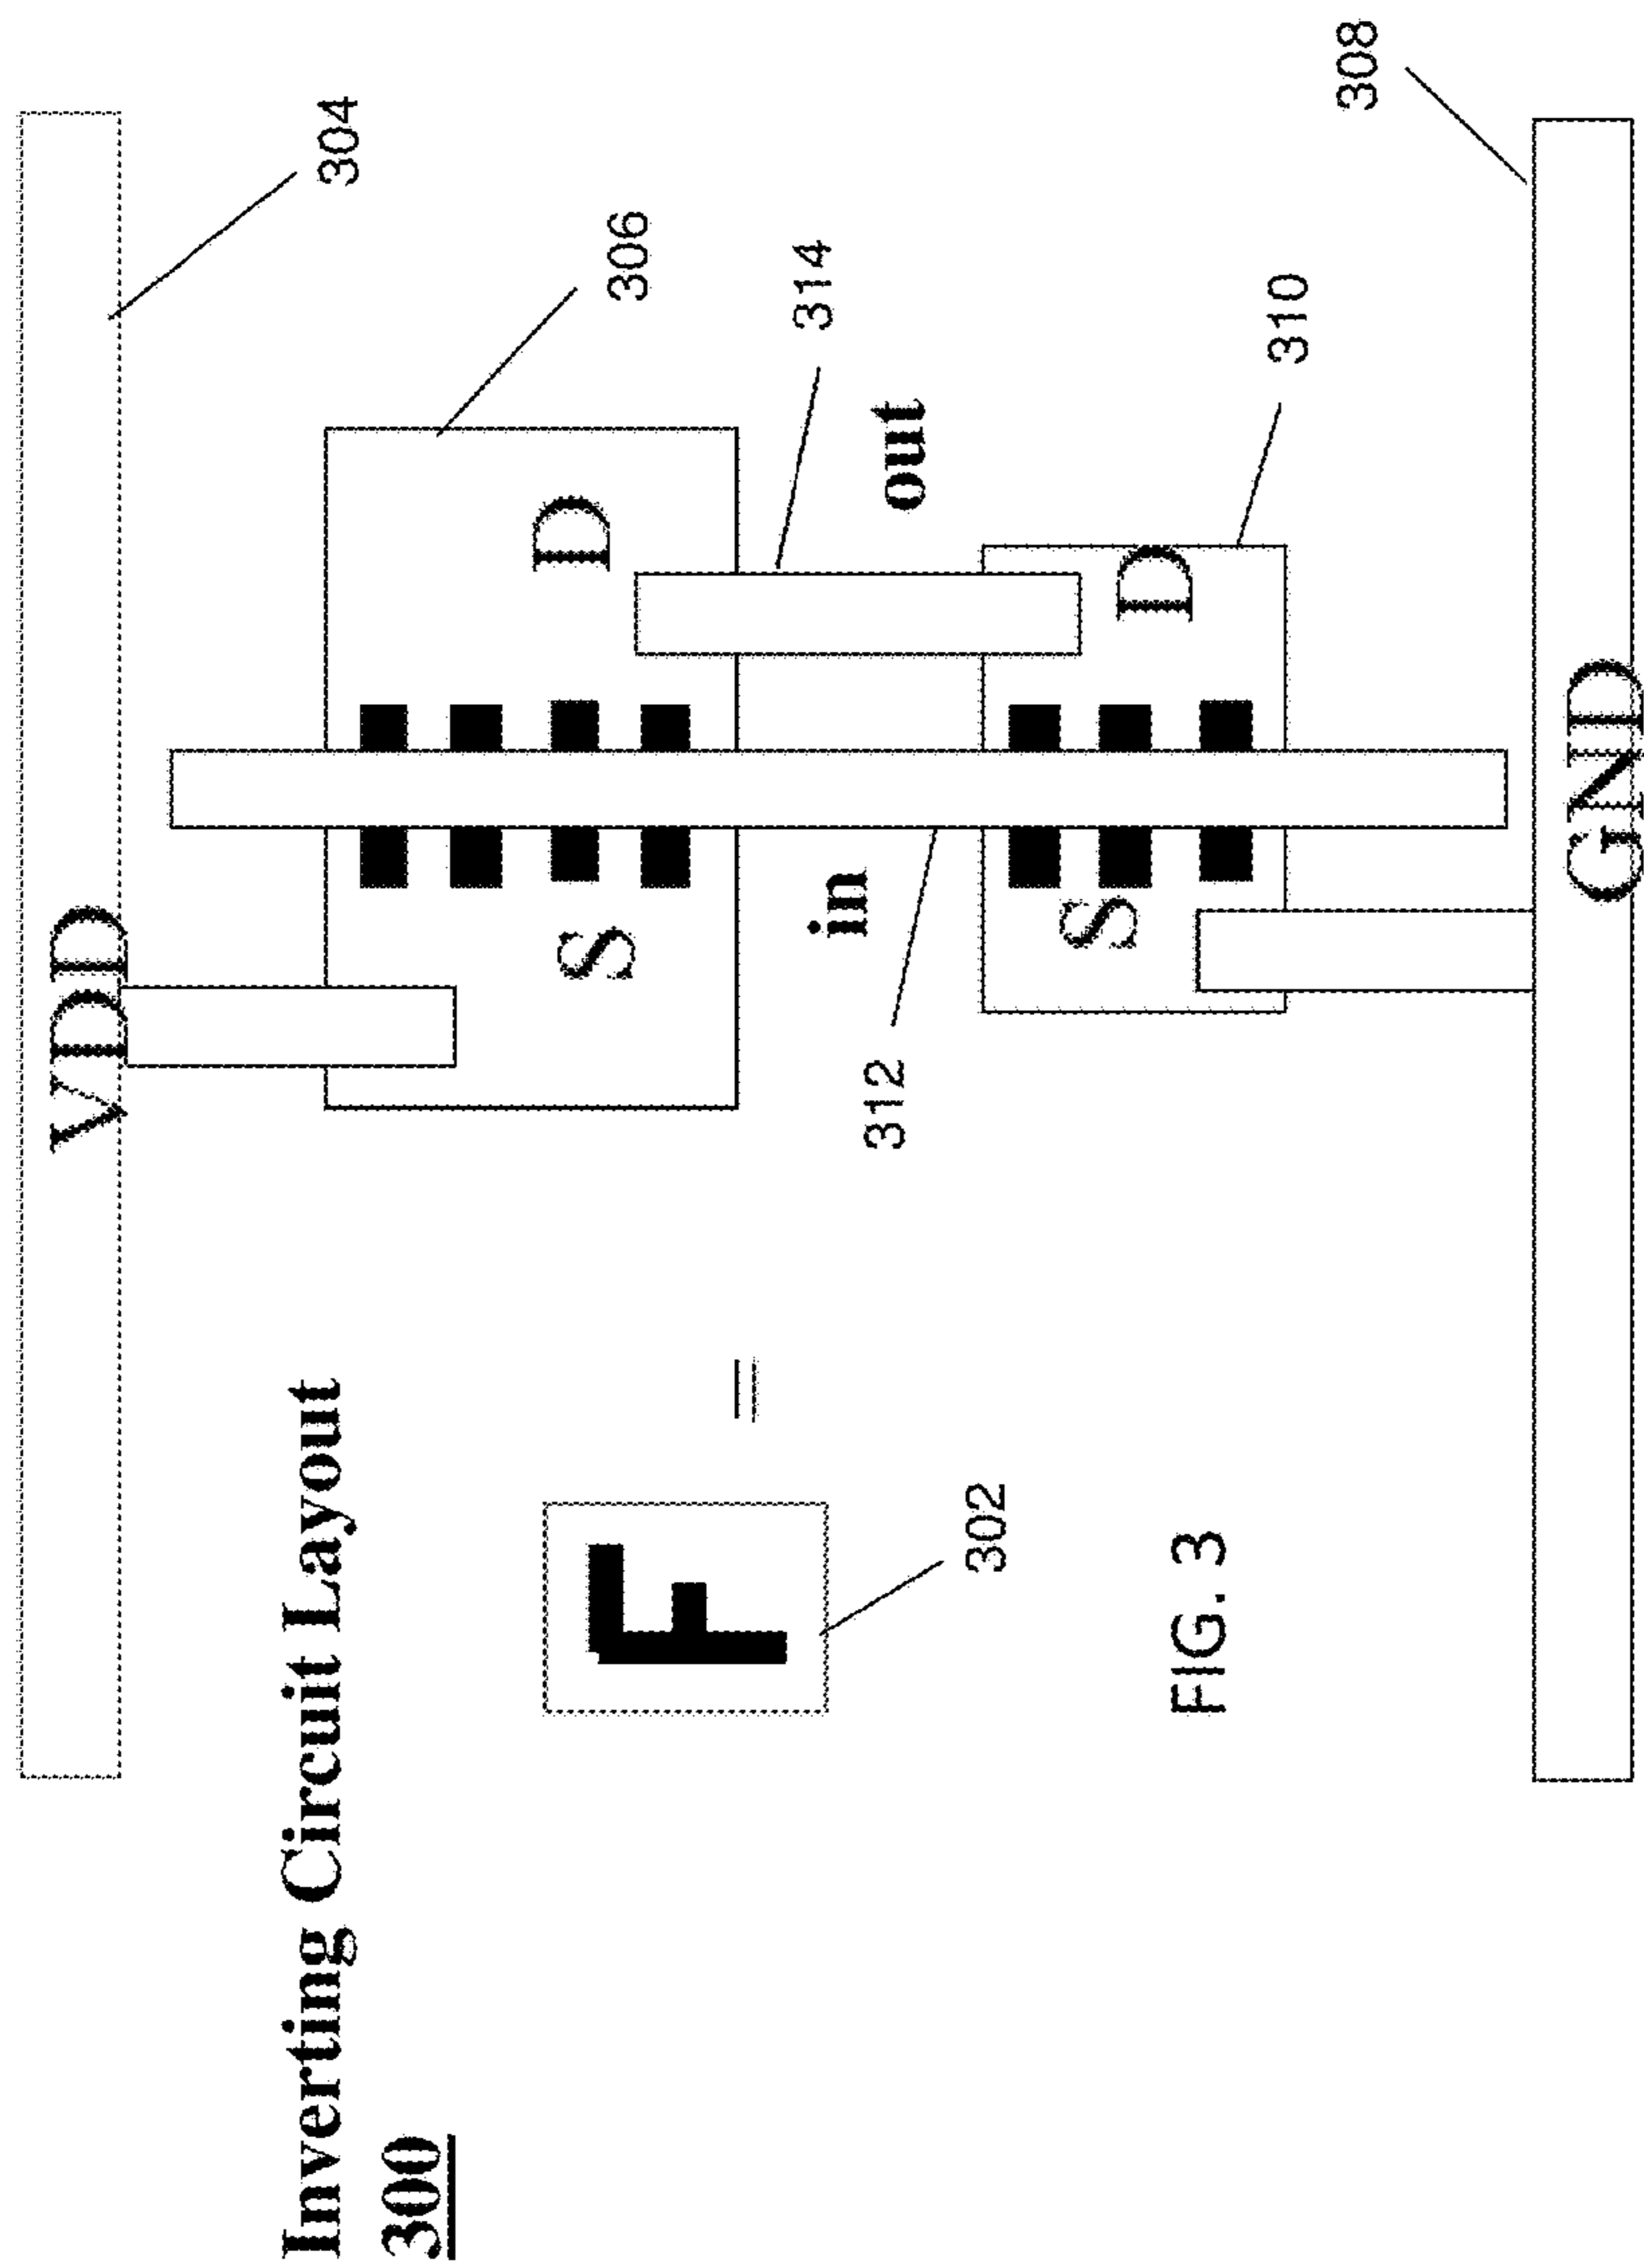 Inverting Circuit Layout
300
VDD
304
306
S
D
314
in
out
312
S
D
310
308
GND
F
=
302
FIG. 3